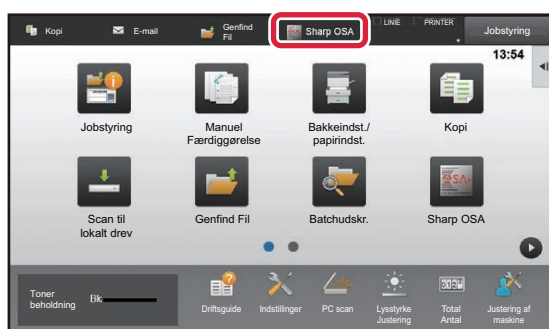 Kopi
E-mail
Genfind
Fil
Sharp OSA
LINIE
PRINTER
Jobstyring
13:54
Jobstyring
Manuel
Færdiggørelse
Bakkeindst./
papirindst.
Kopi
Scan til
lokalt drev
Genfind Fil
Batchudskr.
Sharp OSA
Toner
beholdning
Bk
Driftsguide
Indstillinger
PC scan
Lysstyrke
Justering
Total
Antal
Justering af
maskine